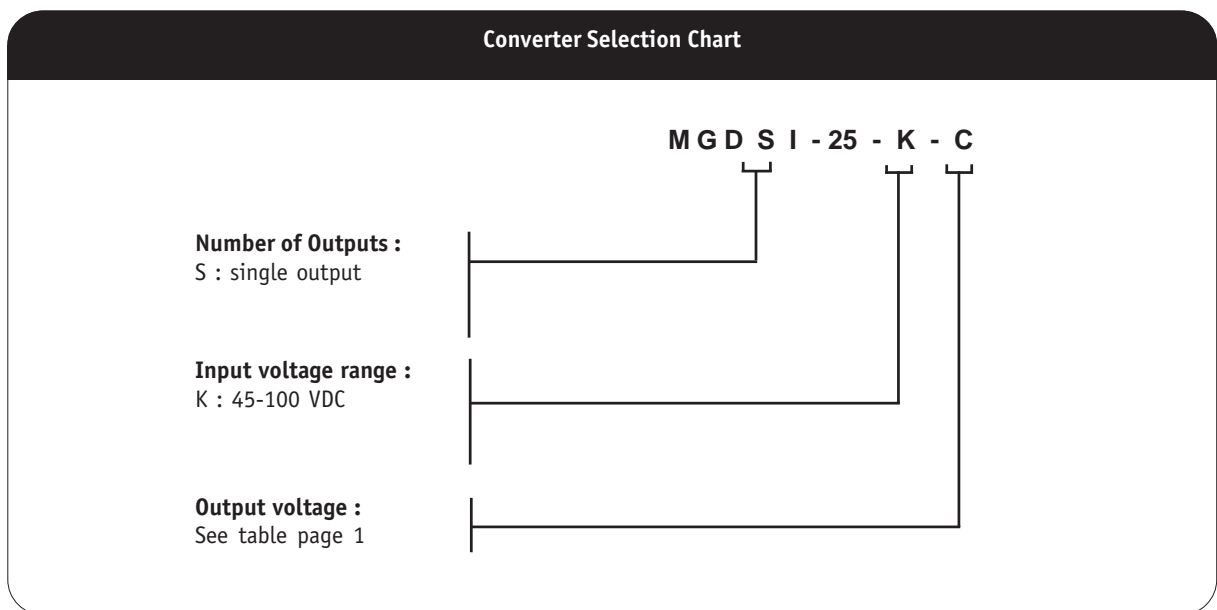 Converter Selection Chart
M G D S I - 25 - K - C
Number of Outputs :
S : single output
Input voltage range :
K : 45-100 VDC
Output voltage :
See table page 1